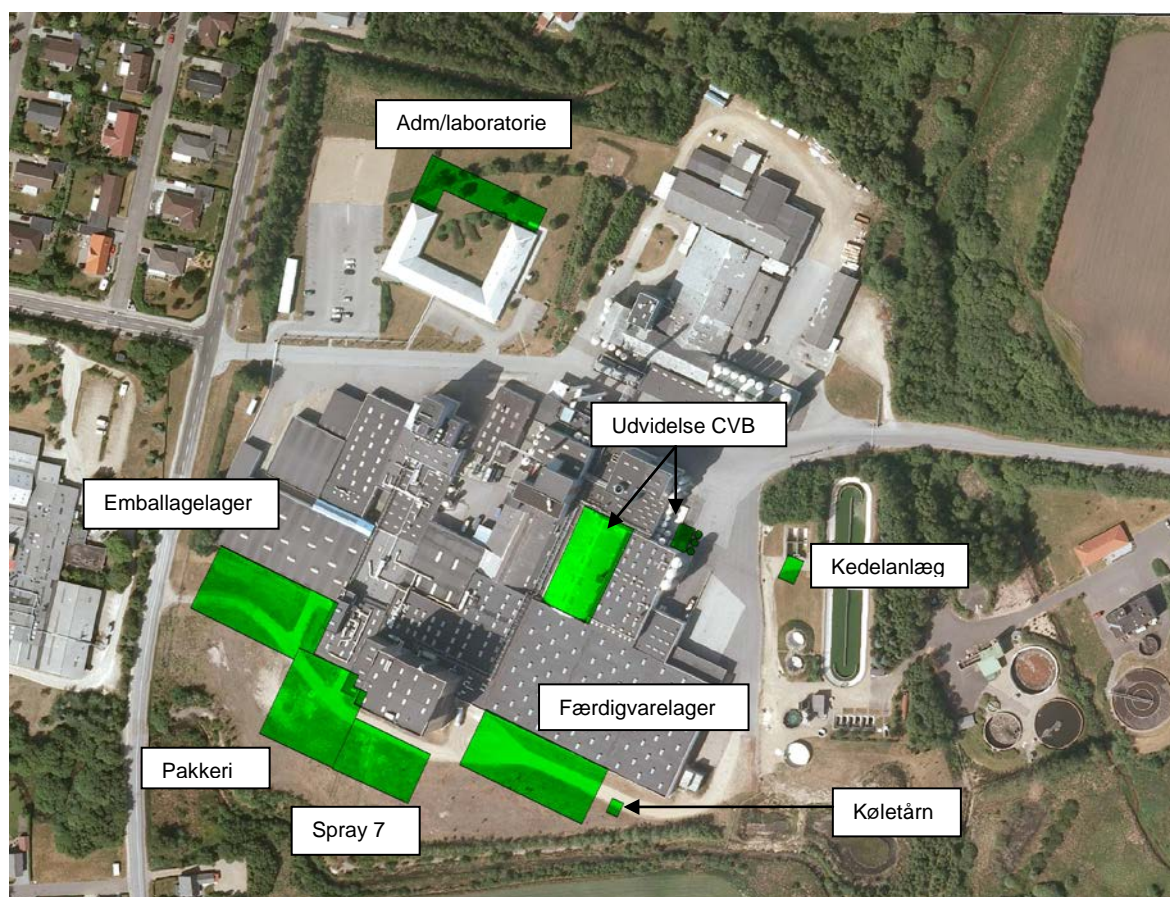 Adm/laboratorie
Udvidelse CVB
Emballagelager
Kedelanlæg
Færdigvarelager
Pakkeri
Spray 7
Køletårn